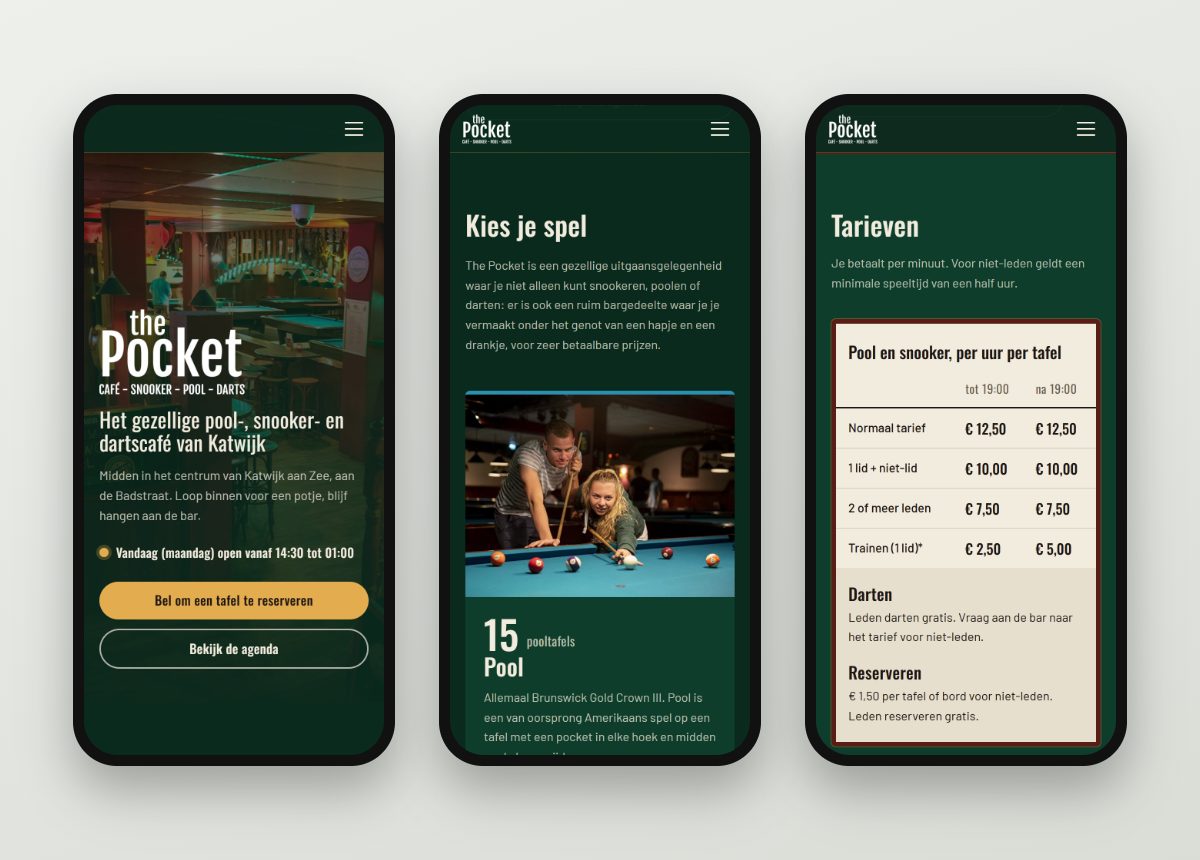 the
Pocket
CAFÉ – SNOOKER – POOL – DARTS
Het gezellige pool-, snooker- en
dartscafé van Katwijk
Midden in het centrum van Katwijk aan Zee, aan
de Badstraat. Loop binnen voor een potje, blijf
hangen aan de bar.
Vandaag (maandag) open vanaf 14:30 tot 01:00
Bel om een tafel te reserveren
Bekijk de agenda
the
Pocket
CAFÉ – SNOOKER – POOL – DARTS
Kies je spel
The Pocket is een gezellige uitgaansgelegenheid
waar je niet alleen kunt snookeren, poolen of
darten: er is ook een ruim bargedeelte waar je je
vermaakt onder het genot van een hapje en een
drankje, voor zeer betaalbare prijzen.
15 pooltafels
Pool
Allemaal Brunswick Gold Crown III. Pool is
een van oorsprong Amerikaans spel op een
tafel met een pocket in elke hoek en midden
the
Pocket
CAFÉ – SNOOKER – POOL – DARTS
Tarieven
Je betaalt per minuut. Voor niet-leden geldt een
minimale speeltijd van een half uur.
Pool en snooker, per uur per tafel
tot 19:00 na 19:00
Normaal tarief € 12,50 € 12,50
1 lid + niet-lid € 10,00 € 10,00
2 of meer leden € 7,50 € 7,50
Trainen (1 lid)* € 2,50 € 5,00
Darten
Leden darten gratis. Vraag aan de bar naar
het tarief voor niet-leden.
Reserveren
€ 1,50 per tafel of bord voor niet-leden.
Leden reserveren gratis.